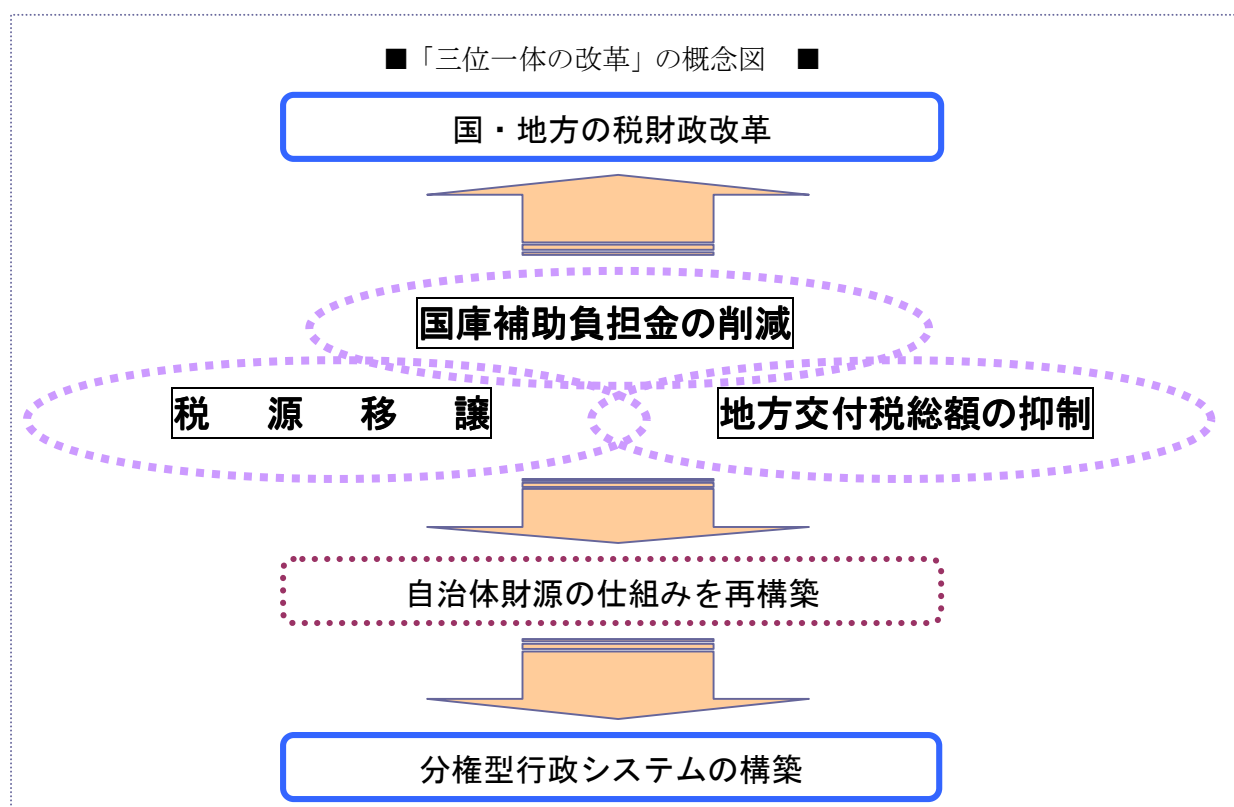 ■「三位一体の改革」の概念図　■
国・地方の税財政改革
国庫補助負担金の削減
税　源　移　譲
地方交付税総額の抑制
自治体財源の仕組みを再構築
分権型行政システムの構築